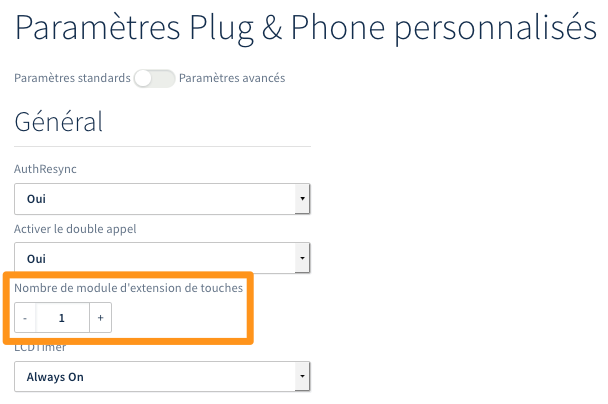 Paramètres Plug & Phone personnalisés
Paramètres standards Paramètres avancés
Général
AuthResync
Oui
Activer le double appel
Oui
Nombre de module d'extension de touches
- 1 +
LCDTimer
Always On